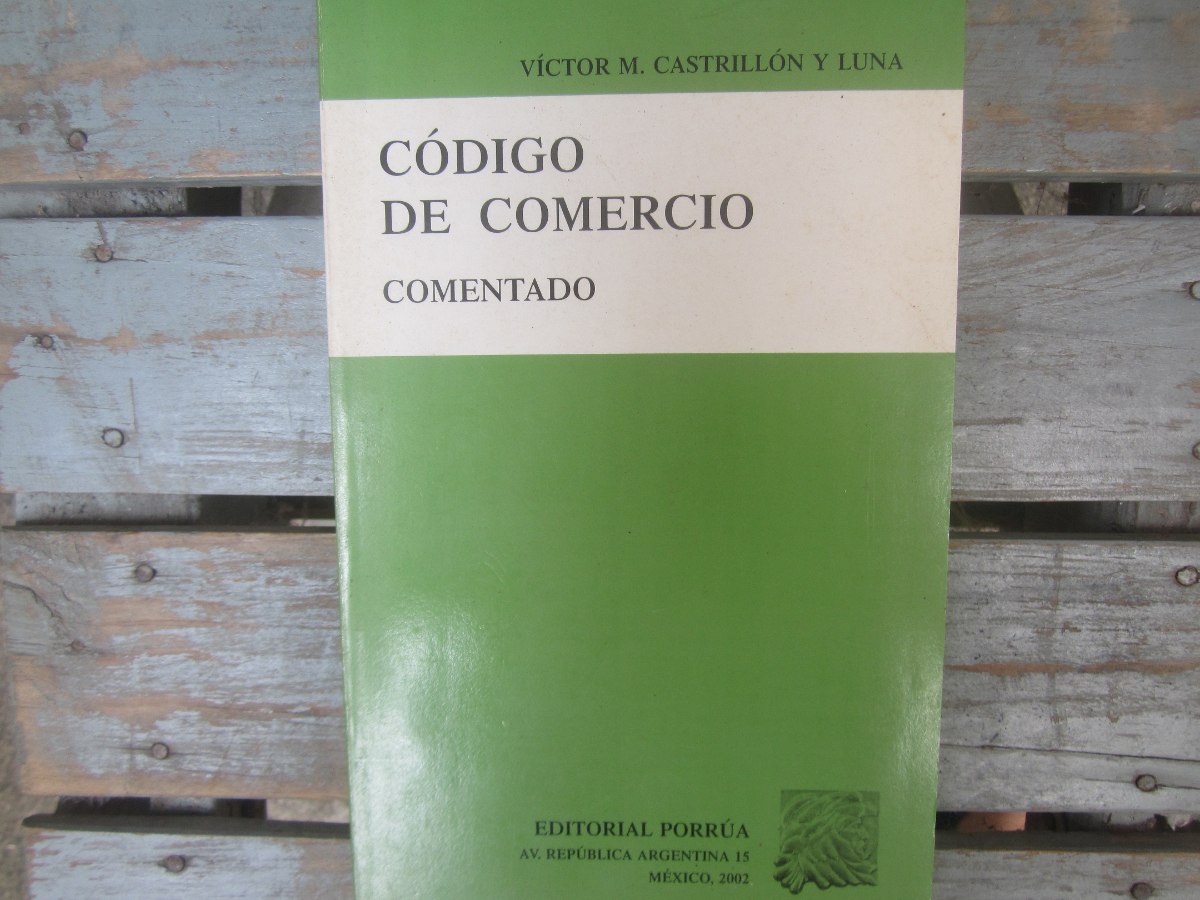 VÍCTOR M. CASTRILLÓN Y LUNA
CÓDIGO
DE COMERCIO
COMENTADO
EDITORIAL PORRÚA
AV. REPÚBLICA ARGENTINA 15
MÉXICO, 2002